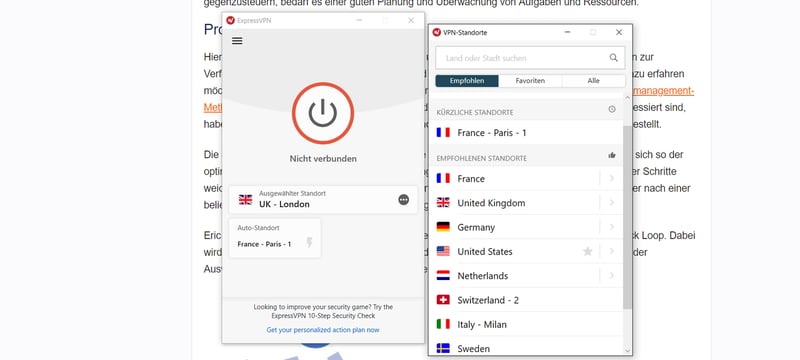 gegenzusteuern, bedarf es einer guten Planung und Überwachung von Aufgaben und Ressourcen.
ExpressVPN
Nicht verbunden
Ausgewählter Standort
UK - London
Auto-Standort
France - Paris - 1
Looking to improve your security game? Try the
ExpressVPN 10-Step Security Check
Get your personalized action plan now
VPN-Standorte
Land oder Stadt suchen
Empfohlen
Favoriten
Alle
KÜRZLICHE STANDORTE
France - Paris - 1
EMPFOHLENEN STANDORTE
France
United Kingdom
Germany
United States
Netherlands
Switzerland - 2
Italy - Milan
Sweden
Pro
Hier
zur
Verf
zu erfahren
möc
management-
Met
essiert sind,
habe
stellt.
Die
sich so der
optin
er Schritte
weic
er nach einer
belie
Eric
ck Loop. Dabei
wird
der
Ausv